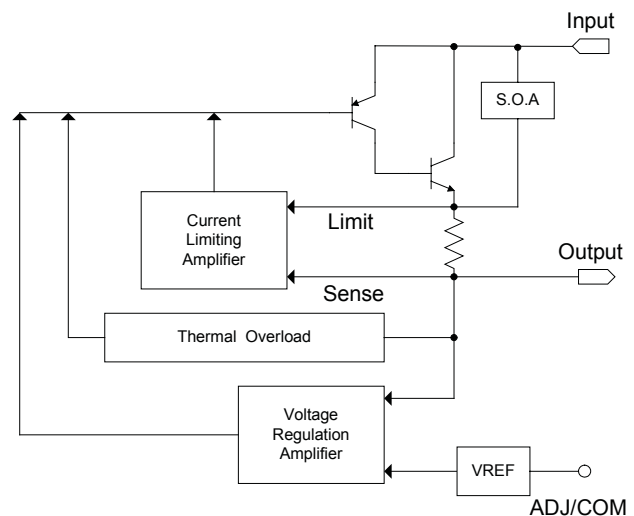 Input
S.O.A
Current
Limiting
Amplifier
Limit
Output
Sense
Thermal Overload
Voltage
Regulation
Amplifier
VREF
ADJ/COM